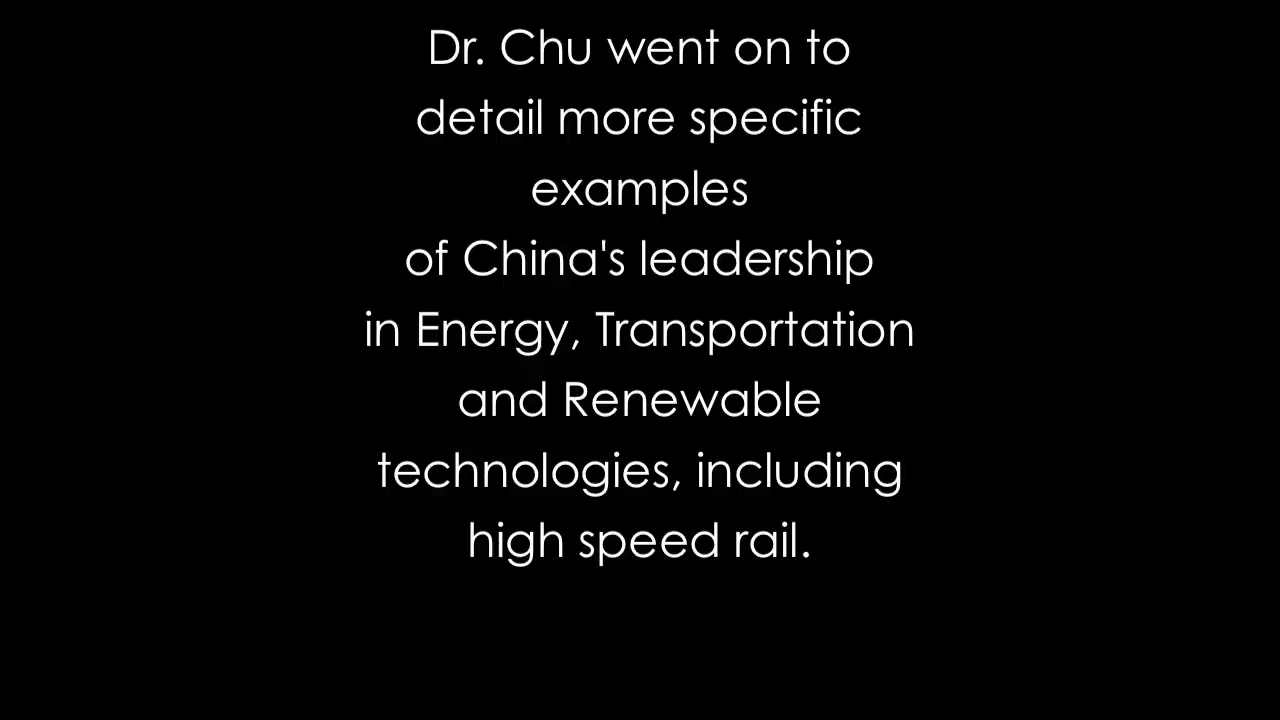 Dr. Chu went on to
detail more specific
examples
of China's leadership
in Energy, Transportation
and Renewable
technologies, including
high speed rail.